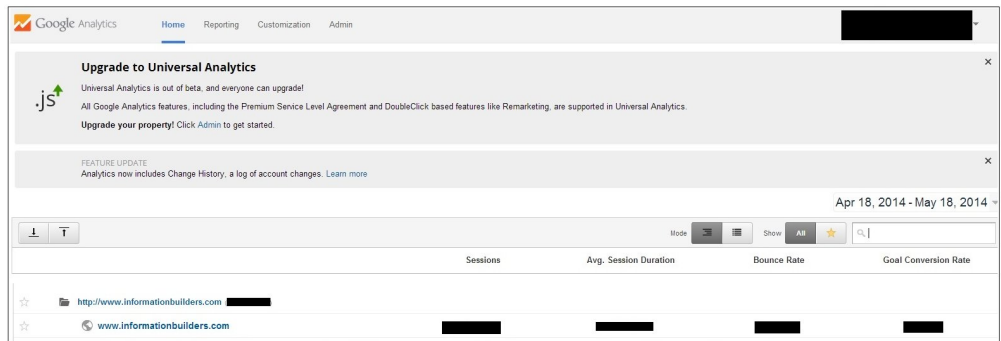 Google Analytics Home Reporting Customization Admin
Upgrade to Universal Analytics
Universal Analytics is out of beta, and everyone can upgrade!
All Google Analytics features, including the Premium Service Level Agreement and DoubleClick based features like Remarketing, are supported in Universal Analytics.
.js
Upgrade your property! Click Admin to get started.
FEATURE UPDATE
Analytics now includes Change History, a log of account changes. Learn more
Apr 18, 2014 - May 18, 2014
Mode Show All
Sessions Avg. Session Duration Bounce Rate Goal Conversion Rate
http://www.informationbuilders.com
www.informationbuilders.com